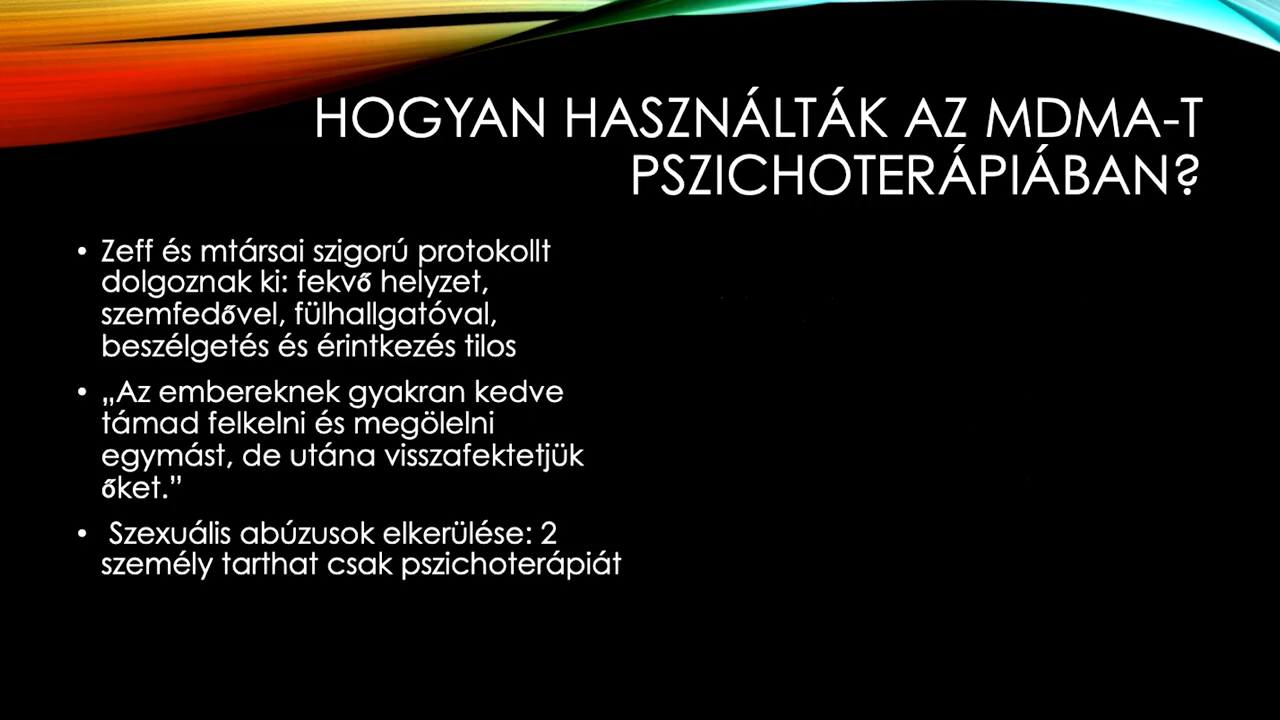 HOGYAN HASZNÁLTÁK AZ MDMA-T
PSZICHOTERÁPIÁBAN?
• Zeff és mtársai szigorú protokollt
dolgoznak ki: fekvő helyzet,
szemfedővel, fülhallgatóval,
beszélgetés és érintkezés tilos
• „Az embereknek gyakran kedve
támad felkelni és megölelni
egymást, de utána visszafektetjük
őket.”
• Szexuális abúzusok elkerülése: 2
személy tarthat csak pszichoterápiát